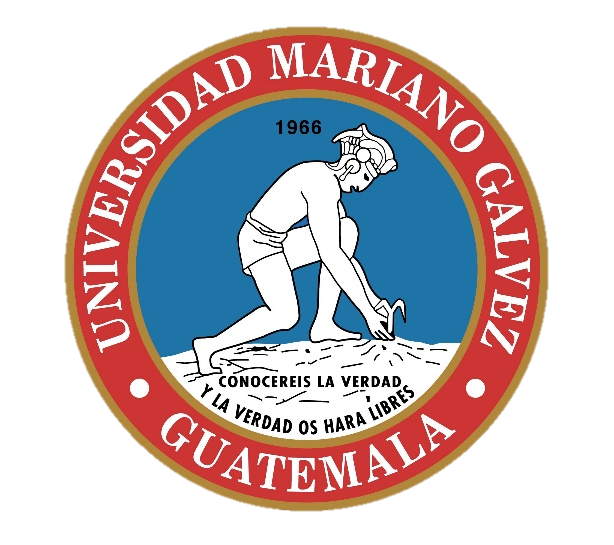 UNIVERSIDAD MARIANO GALVEZ
1966
CONOCEREIS LA VERDAD
Y LA VERDAD OS HARA LIBRES
GUATEMALA